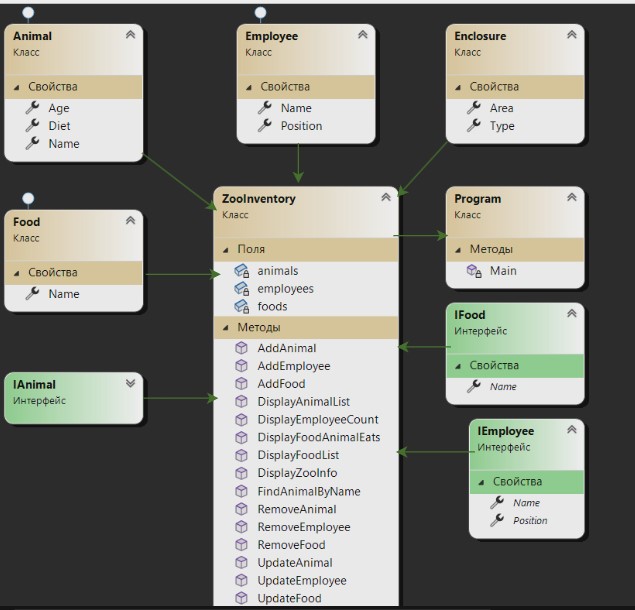 Animal
Класс
Свойства
Age
Diet
Name
Employee
Класс
Свойства
Name
Position
Enclosure
Класс
Свойства
Area
Type
Food
Класс
Свойства
Name
IAnimal
Интерфейс
ZooInventory
Класс
Поля
animals
employees
foods
Методы
AddAnimal
AddEmployee
AddFood
DisplayAnimalList
DisplayEmployeeCount
DisplayFoodAnimalEats
DisplayFoodList
DisplayZooInfo
FindAnimalByName
RemoveAnimal
RemoveEmployee
RemoveFood
UpdateAnimal
UpdateEmployee
UpdateFood
Program
Класс
Методы
Main
IFood
Интерфейс
Свойства
Name
IEmployee
Интерфейс
Свойства
Name
Position